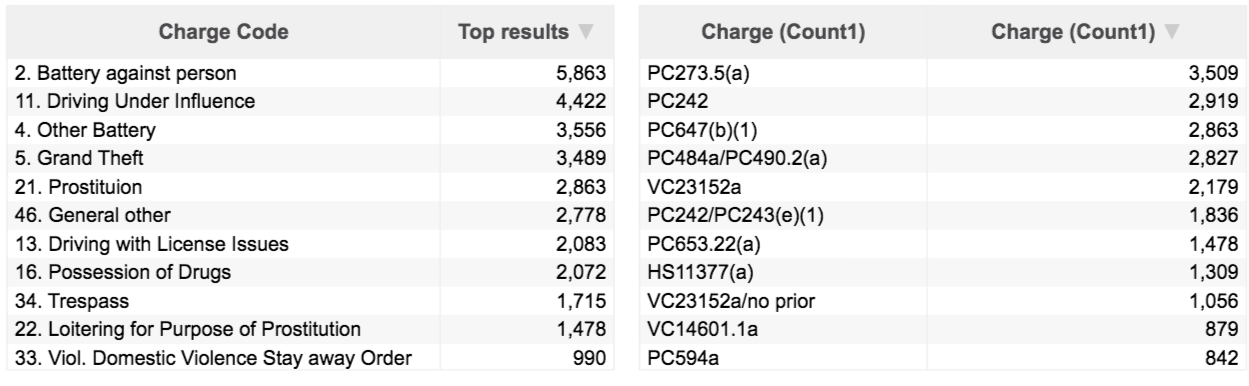 Charge Code Top results
2. Battery against person 5,863
11. Driving Under Influence 4,422
4. Other Battery 3,556
5. Grand Theft 3,489
21. Prostituion 2,863
46. General other 2,778
13. Driving with License Issues 2,083
16. Possession of Drugs 2,072
34. Trespass 1,715
22. Loitering for Purpose of Prostitution 1,478
33. Viol. Domestic Violence Stay away Order 990
Charge (Count1) Charge (Count1)
PC273.5(a) 3,509
PC242 2,919
PC647(b)(1) 2,863
PC484a/PC490.2(a) 2,827
VC23152a 2,179
PC242/PC243(e)(1) 1,836
PC653.22(a) 1,478
HS11377(a) 1,309
VC23152a/no prior 1,056
VC14601.1a 879
PC594a 842